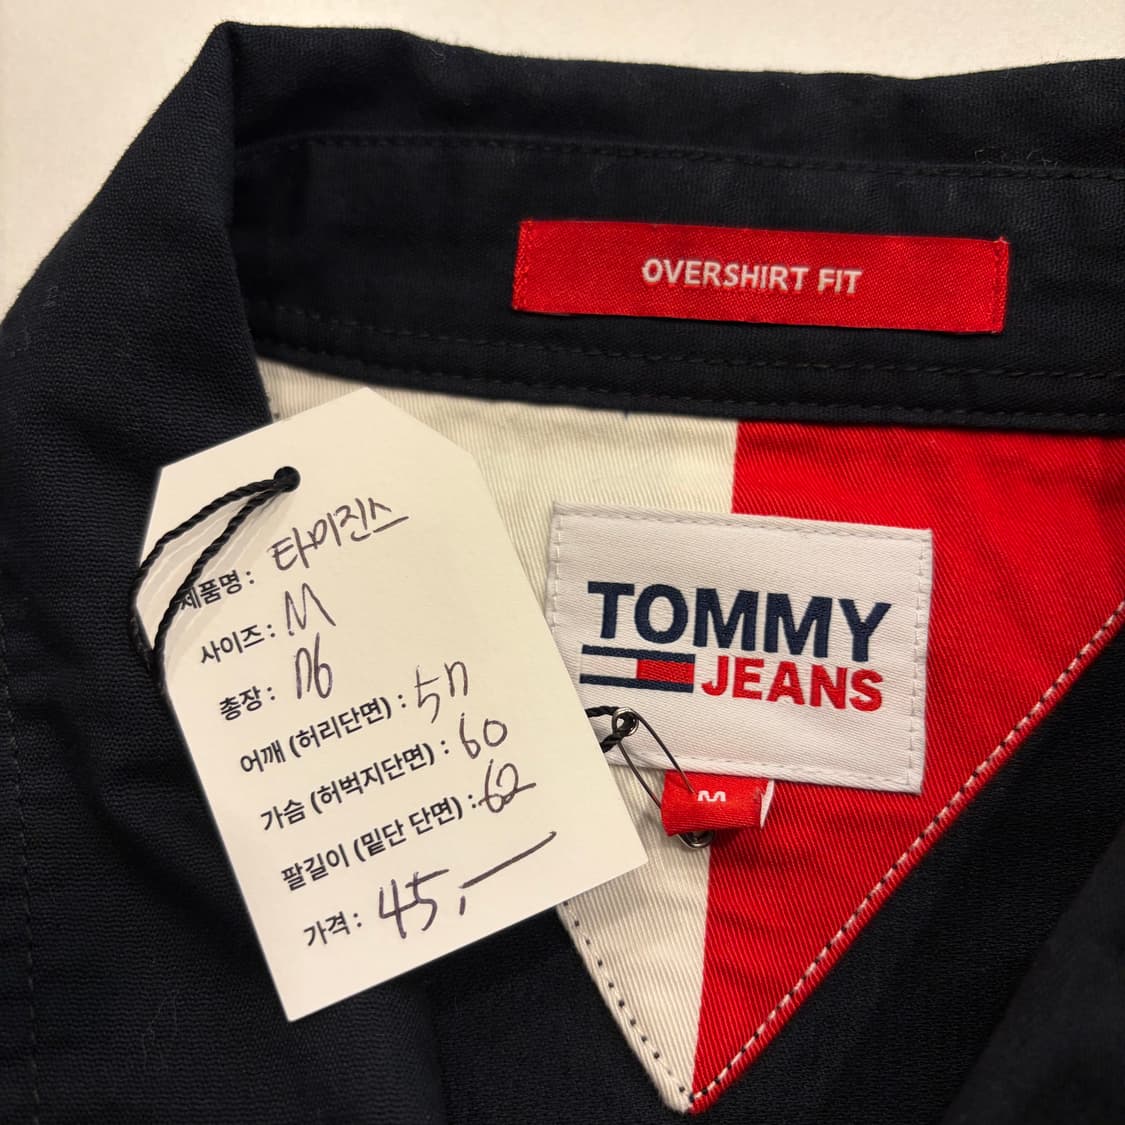 OVERSHIRT FIT
TOMMY
JEANS
M
제품명: 타미진스
사이즈: M
총장: 76
어깨 (허리단면): 57
가슴 (허벅지단면): 60
팔길이 (밑단 단면): 62
가격: 45,-